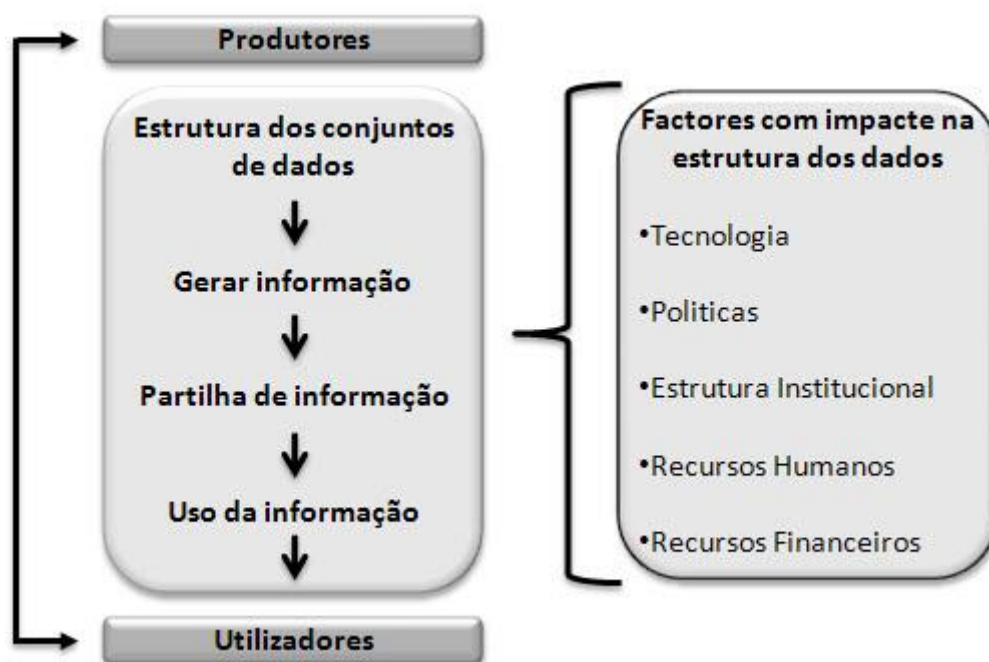 Produtores
Estrutura dos conjuntos
de dados
Gerar informação
Partilha de informação
Uso da informação
Utilizadores
Factores com impacte na
estrutura dos dados
•Tecnologia
•Politicas
•Estrutura Institucional
•Recursos Humanos
•Recursos Financeiros